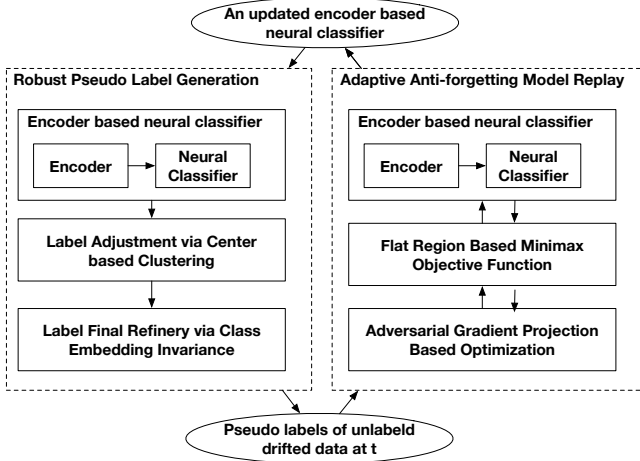 An updated encoder based
neural classifier
Robust Pseudo Label Generation
Encoder based neural classifier
Encoder
Neural
Classifier
Label Adjustment via Center
based Clustering
Label Final Refinery via Class
Embedding Invariance
Adaptive Anti-forgetting Model Replay
Encoder based neural classifier
Encoder
Neural
Classifier
Flat Region Based Minimax
Objective Function
Adversarial Gradient Projection
Based Optimization
Pseudo labels of unlabeld
drifted data at t